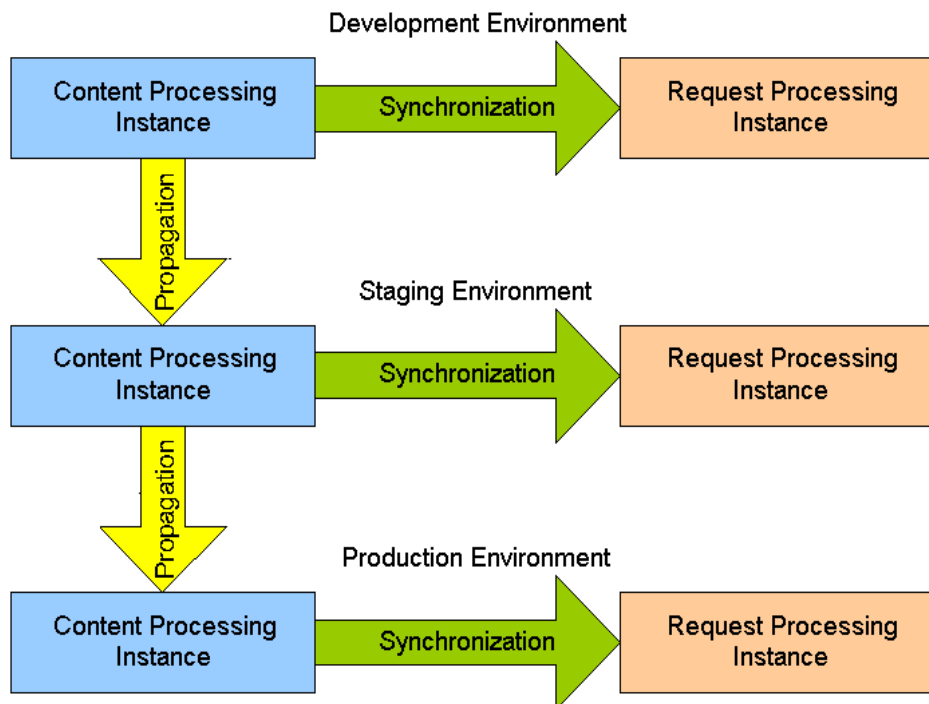 Development Environment
Content Processing
Instance
Synchronization
Request Processing
Instance
Propagation
Staging Environment
Content Processing
Instance
Synchronization
Request Processing
Instance
Propagation
Production Environment
Content Processing
Instance
Synchronization
Request Processing
Instance